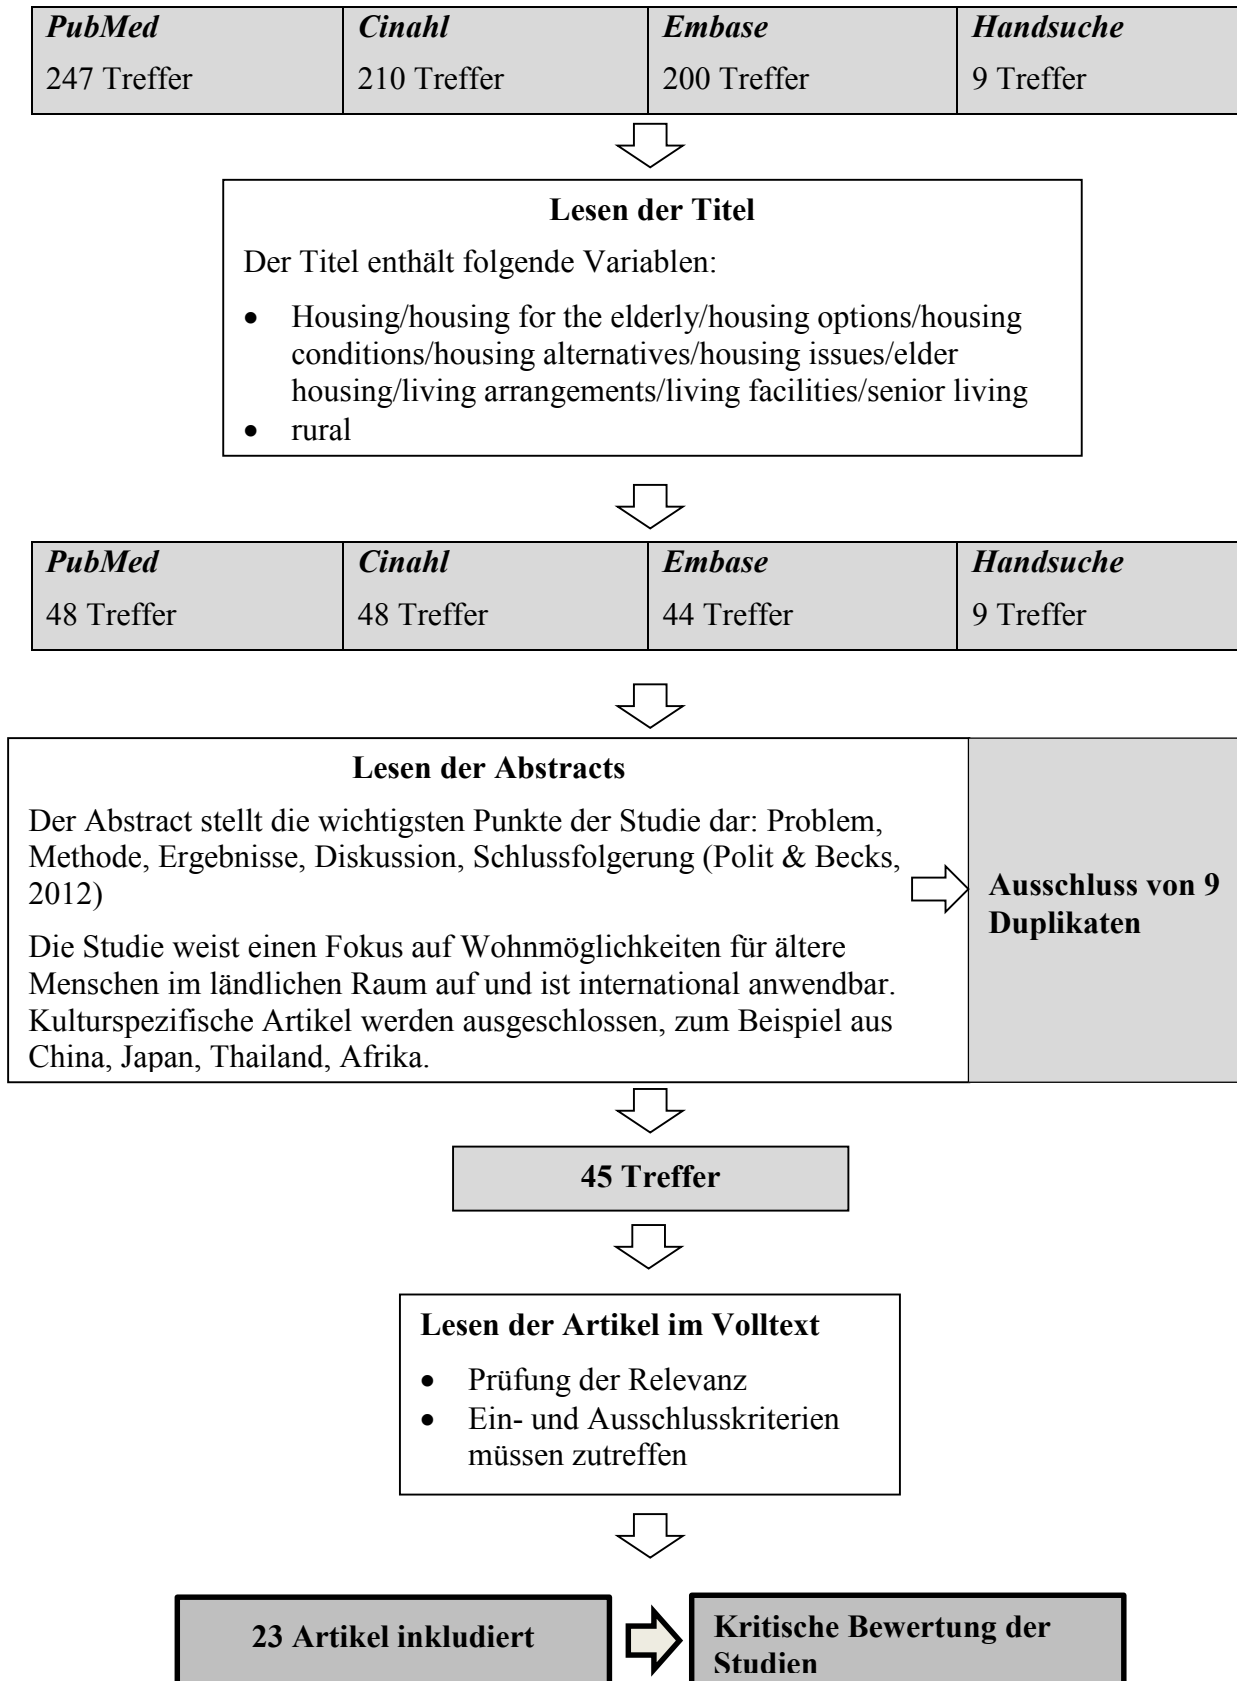 PubMed Cinahl Embase Handsuche
247 Treffer 210 Treffer 200 Treffer 9 Treffer
Lesen der Titel
Der Titel enthält folgende Variablen:
• Housing/housing for the elderly/housing options/housing
conditions/housing alternatives/housing issues/elder
housing/living arrangements/living facilities/senior living
• rural
PubMed Cinahl Embase Handsuche
48 Treffer 48 Treffer 44 Treffer 9 Treffer
Lesen der Abstracts
Der Abstract stellt die wichtigsten Punkte der Studie dar: Problem,
Methode, Ergebnisse, Diskussion, Schlussfolgerung (Polit & Becks,
2012)
Die Studie weist einen Fokus auf Wohnmöglichkeiten für ältere
Menschen im ländlichen Raum auf und ist international anwendbar.
Kulturspezifische Artikel werden ausgeschlossen, zum Beispiel aus
China, Japan, Thailand, Afrika.
Ausschluss von 9
Duplikaten
45 Treffer
Lesen der Artikel im Volltext
• Prüfung der Relevanz
• Ein- und Ausschlusskriterien
müssen zutreffen
23 Artikel inkludiert
Kritische Bewertung der
Studien